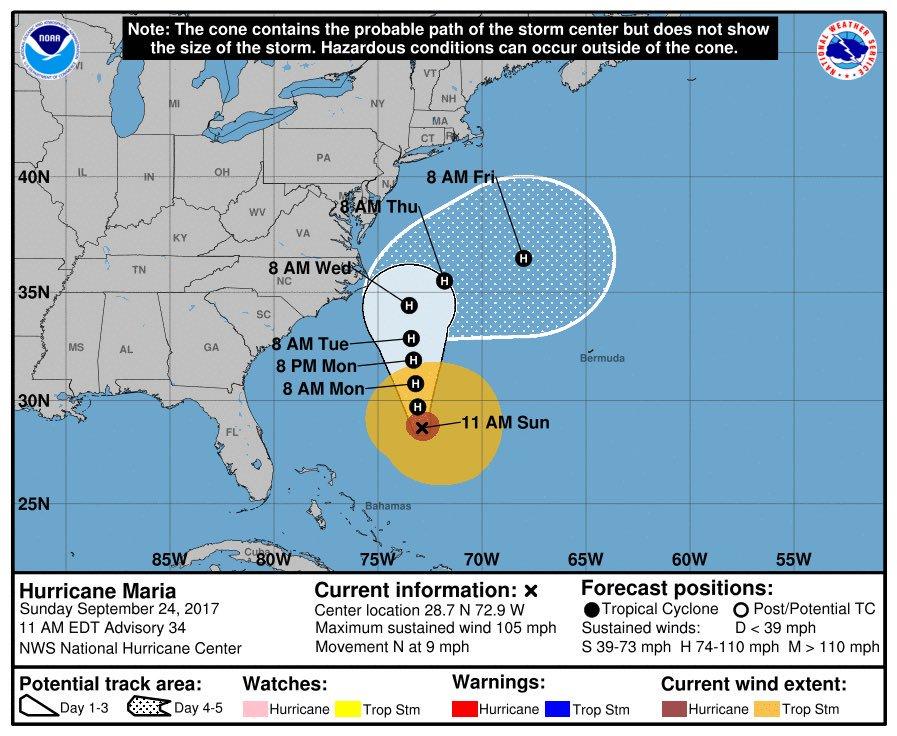 Note: The cone contains the probable path of the storm center but does not show
the size of the storm. Hazardous conditions can occur outside of the cone.
NOAA
NATIONAL WEATHER SERVICE
WI
VT
MI
NY
NH
MA
CT
RI
PA
NJ
IL
IN
OH
40N
8 AM Fri
8 AM Thu
WV
VA
KY
8 AM Wed
TN
NC
35N
SC
8 AM Tue
MS
AL
GA
Bermuda
8 PM Mon
8 AM Mon
30N
11 AM Sun
FL
25N
Bahamas
Cuba
85W
80W
75W
70W
65W
60W
55W
Hurricane Maria
Sunday September 24, 2017
11 AM EDT Advisory 34
NWS National Hurricane Center
Current information: ×
Center location 28.7 N 72.9 W
Maximum sustained wind 105 mph
Movement N at 9 mph
Forecast positions:
Tropical Cyclone Post/Potential TC
Sustained winds: D < 39 mph
S 39-73 mph H 74-110 mph M > 110 mph
Potential track area:
Day 1-3 Day 4-5
Watches:
Hurricane Trop Stm
Warnings:
Hurricane Trop Stm
Current wind extent:
Hurricane Trop Stm